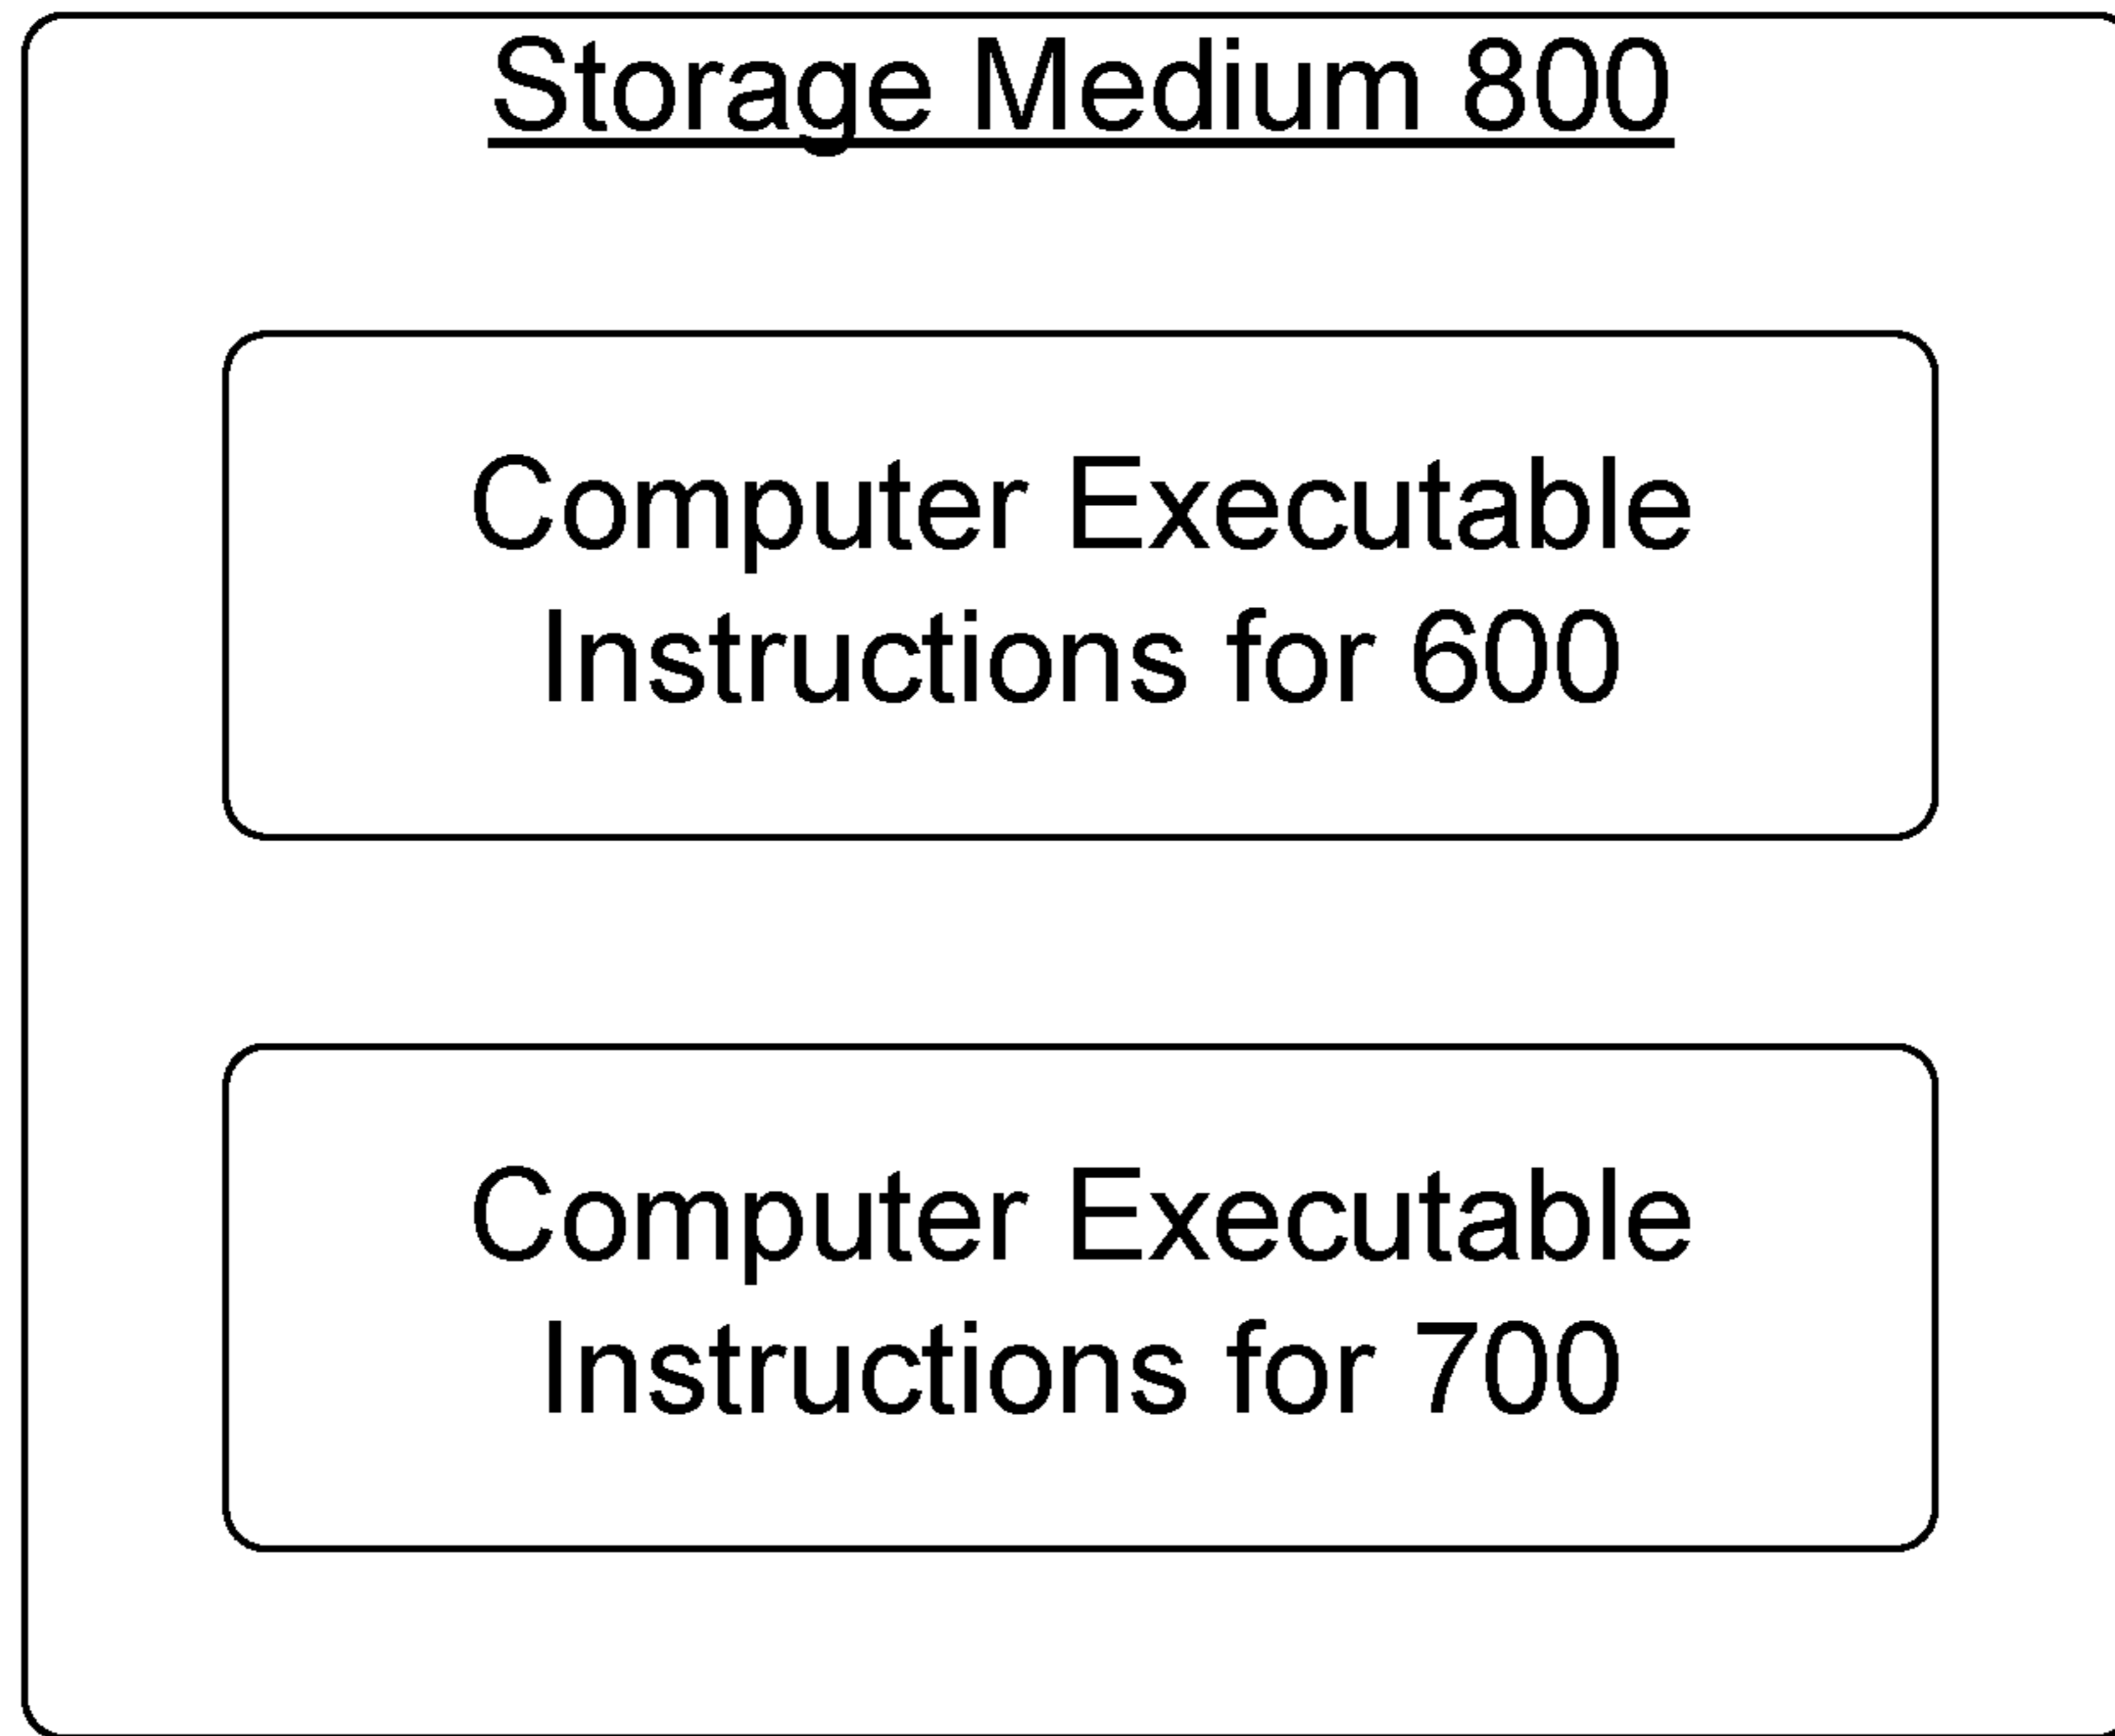 Storage Medium 800
Computer Executable
Instructions for 600
Computer Executable
Instructions for 700